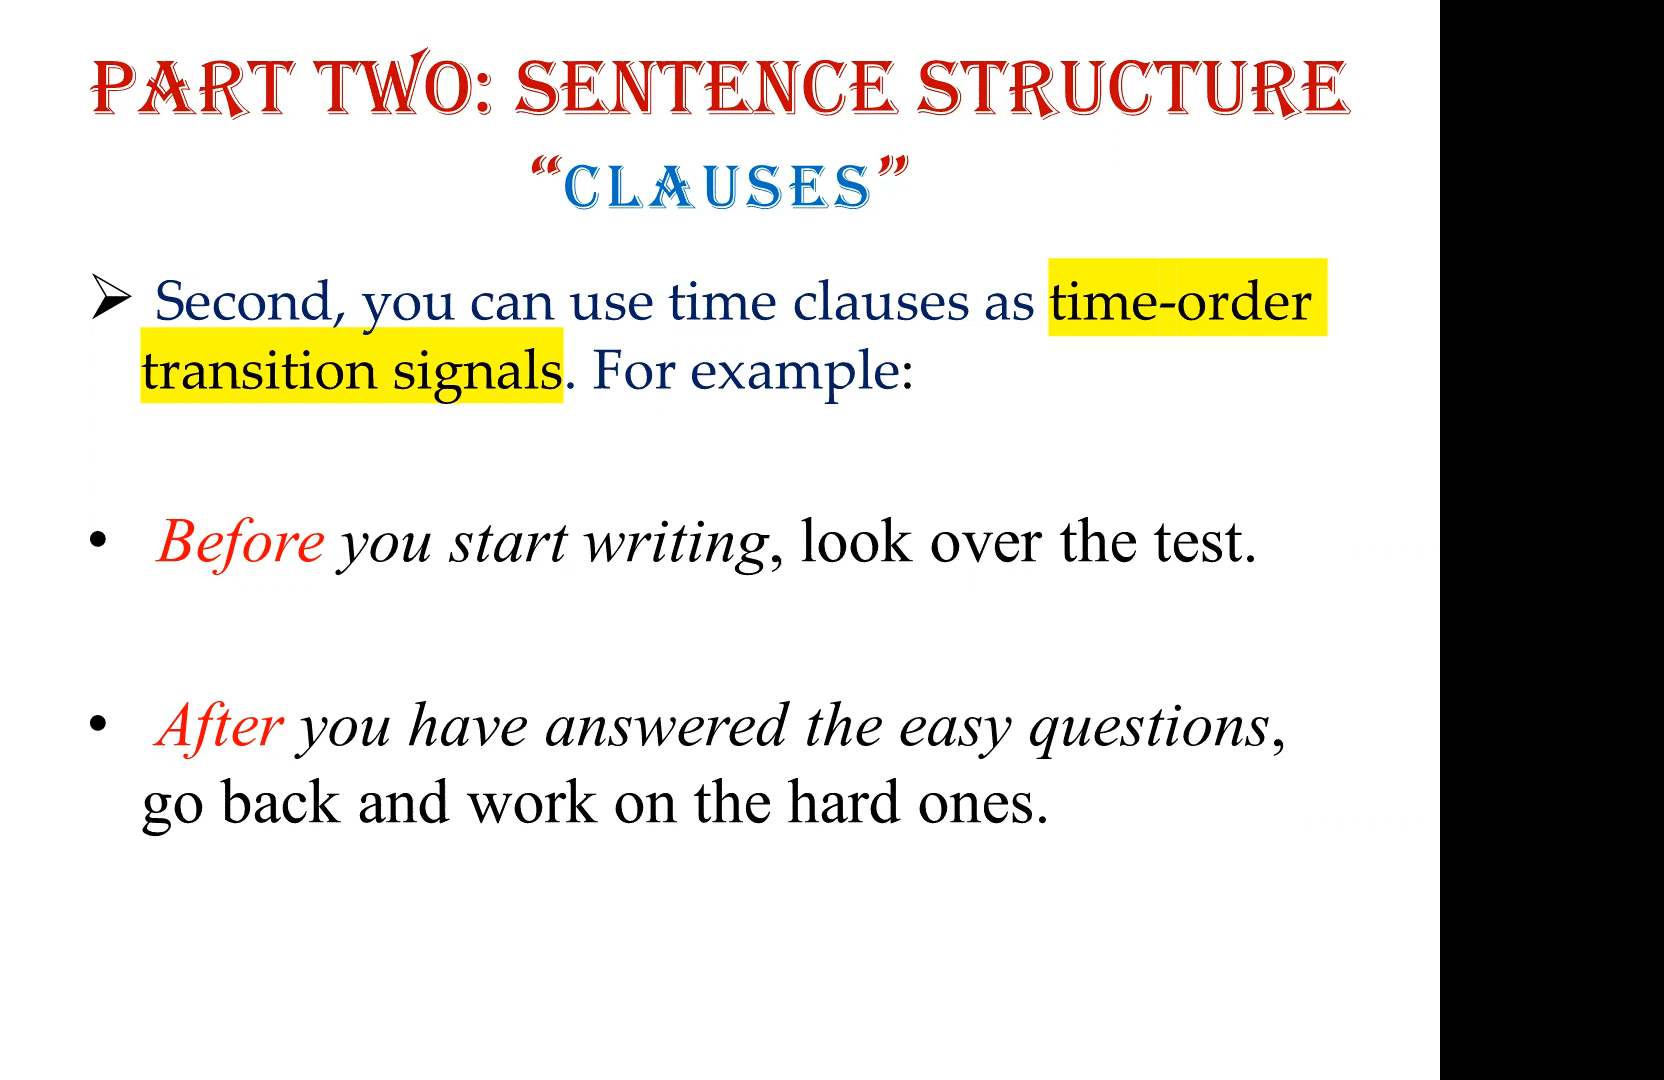 PART TWO: SENTENCE STRUCTURE
“CLAUSES”
➢ Second, you can use time clauses as time-order
transition signals. For example:
• Before you start writing, look over the test.
• After you have answered the easy questions,
go back and work on the hard ones.